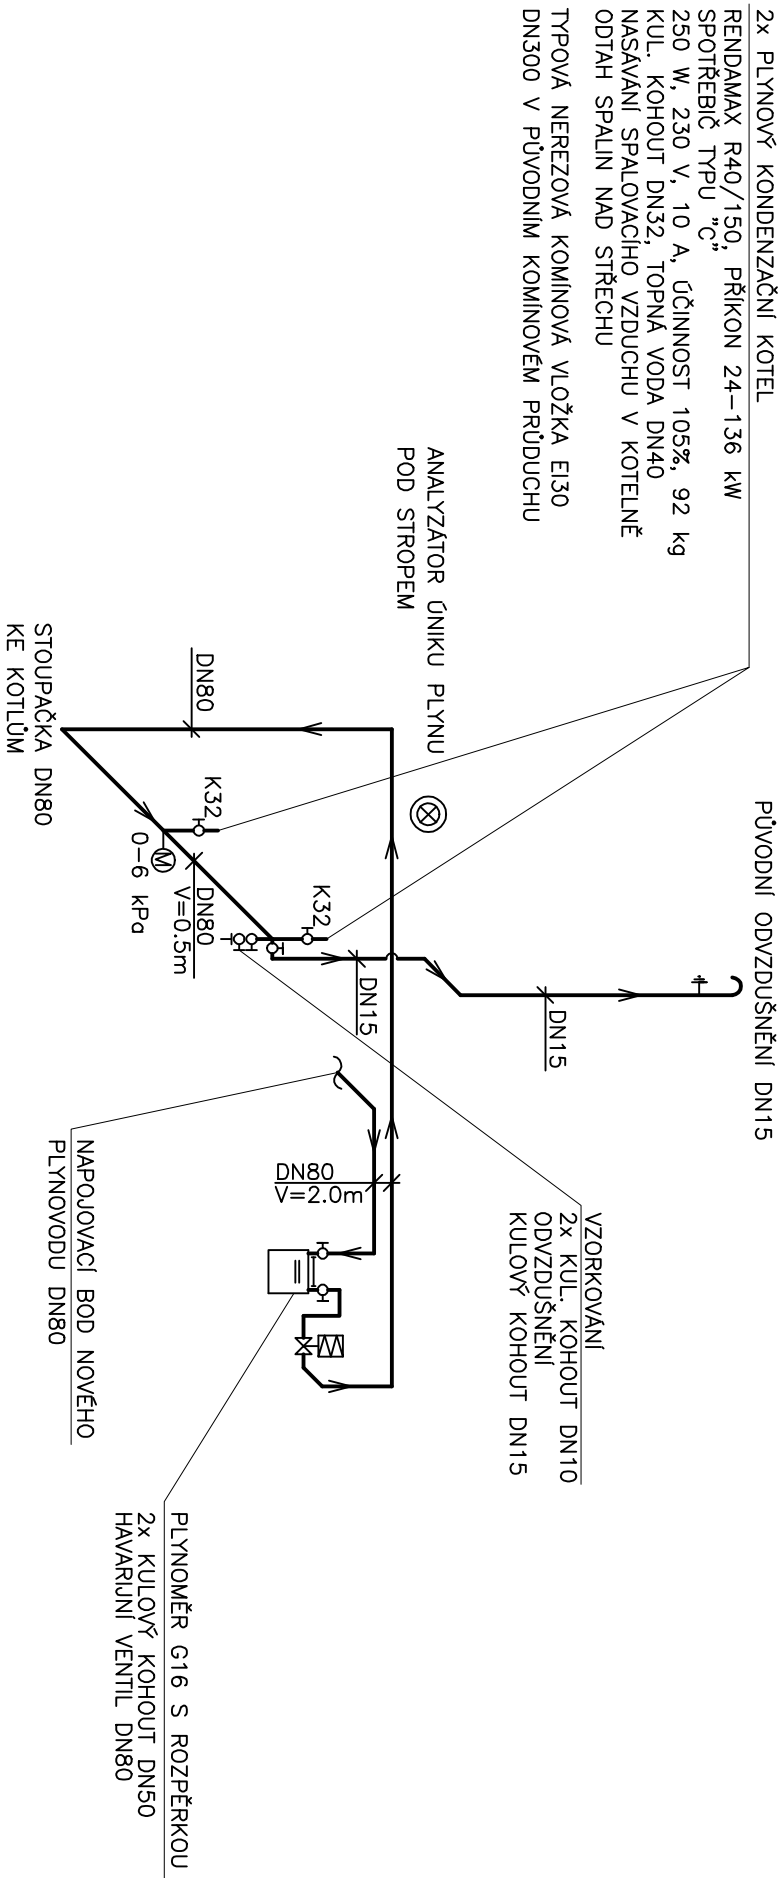 2x PLYNOVÝ KONDENZAČNÍ KOTEL
RENDAMAX R40/150, PŘÍKON 24-136 kW
SPOTŘEBIČ TYPU "C"
250 W, 230 V, 10 A, ÚČINNOST 105%, 92 kg
KUL. KOHOUT DN32, TOPNÁ VODA DN40
NASÁVÁNÍ SPALOVACÍHO VZDUCHU V KOTELNĚ
ODTAH SPALIN NAD STŘECHU
TYPOVÁ NEREZOVÁ KOMÍNOVÁ VLOŽKA EI30
DN300 V PŮVODNÍM KOMÍNOVÉM PRŮDUCHU
PŮVODNÍ ODVZDUŠNĚNÍ DN15
ANALYZÁTOR ÚNIKU PLYNU
POD STROPEM
DN15
DN15
K32
K32
DN80
DN80
V=0.5m
M
0-6 kPa
STOUPAČKA DN80
KE KOTLŮM
VZORKOVÁNÍ
2x KUL. KOHOUT DN10
ODVZDUŠNĚNÍ
KULOVÝ KOHOUT DN15
DN80
V=2.0m
NAPOJOVACÍ BOD NOVÉHO
PLYNOVODU DN80
PLYNOMĚR G16 S ROZPĚRKOU
2x KULOVÝ KOHOUT DN50
HAVARIJNÍ VENTIL DN80